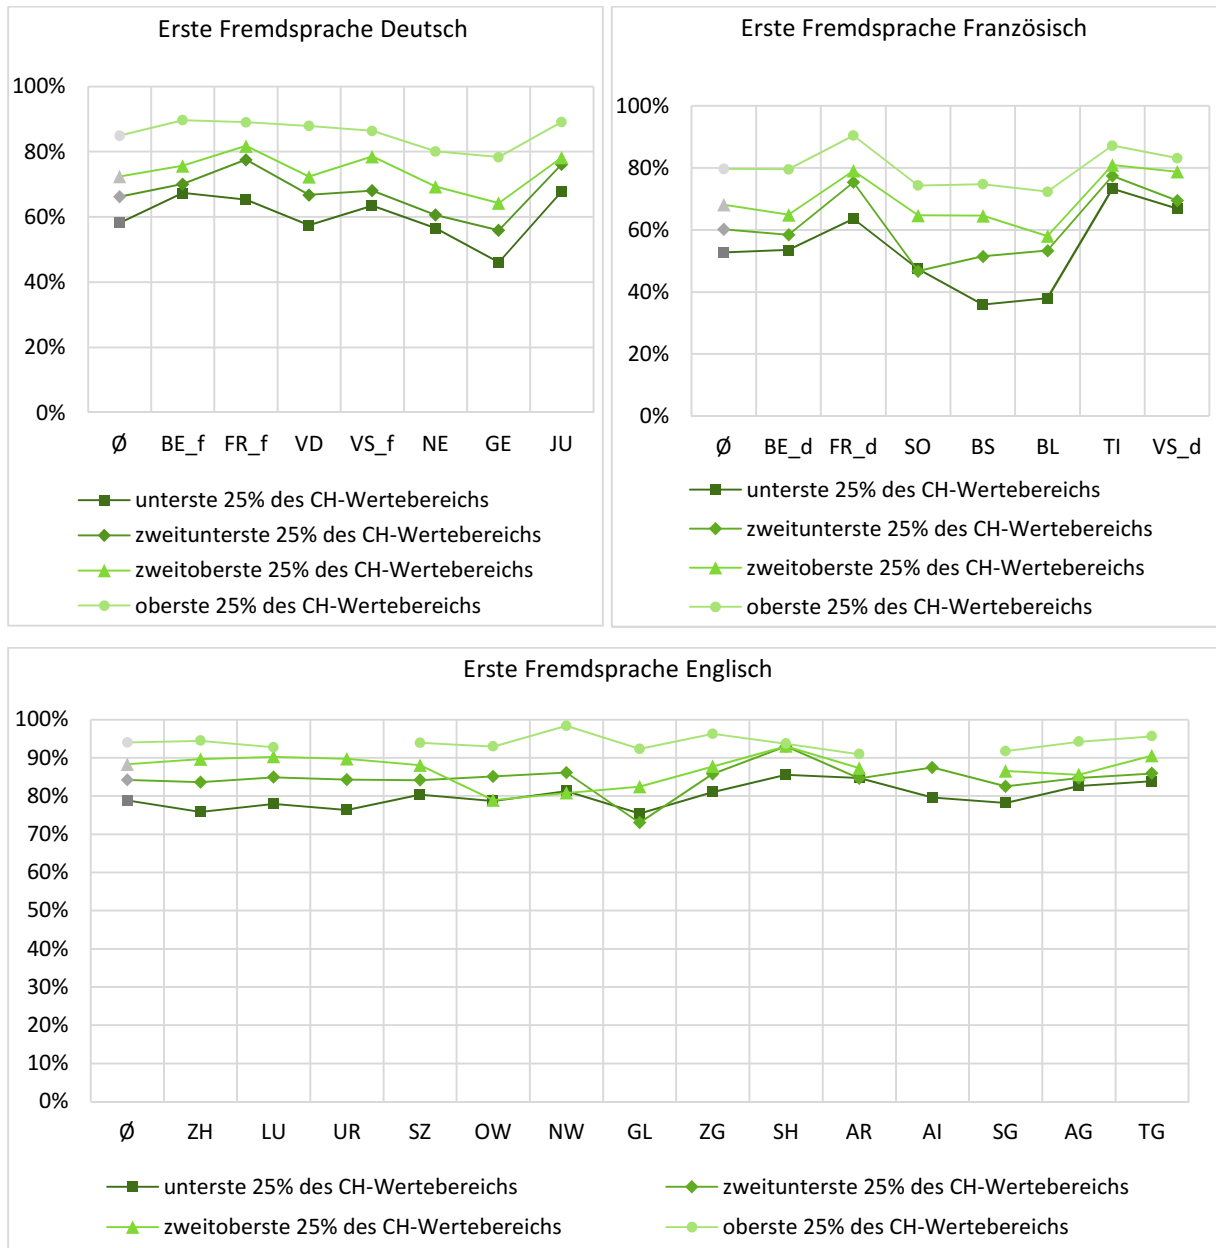 Erste Fremdsprache Deutsch
100%
80%
60%
40%
20%
0%
Ø BE_f FR_f VD VS_f NE GE JU
unterste 25% des CH-Wertebereichs
zweitunterste 25% des CH-Wertebereichs
zweitoberste 25% des CH-Wertebereichs
oberste 25% des CH-Wertebereichs
Erste Fremdsprache Französisch
100%
80%
60%
40%
20%
0%
Ø BE_d FR_d SO BS BL TI VS_d
unterste 25% des CH-Wertebereichs
zweitunterste 25% des CH-Wertebereichs
zweitoberste 25% des CH-Wertebereichs
oberste 25% des CH-Wertebereichs
Erste Fremdsprache Englisch
100%
90%
80%
70%
60%
50%
40%
30%
20%
10%
0%
Ø ZH LU UR SZ OW NW GL ZG SH AR AI SG AG TG
unterste 25% des CH-Wertebereichs zweitunterste 25% des CH-Wertebereichs
zweitoberste 25% des CH-Wertebereichs oberste 25% des CH-Wertebereichs